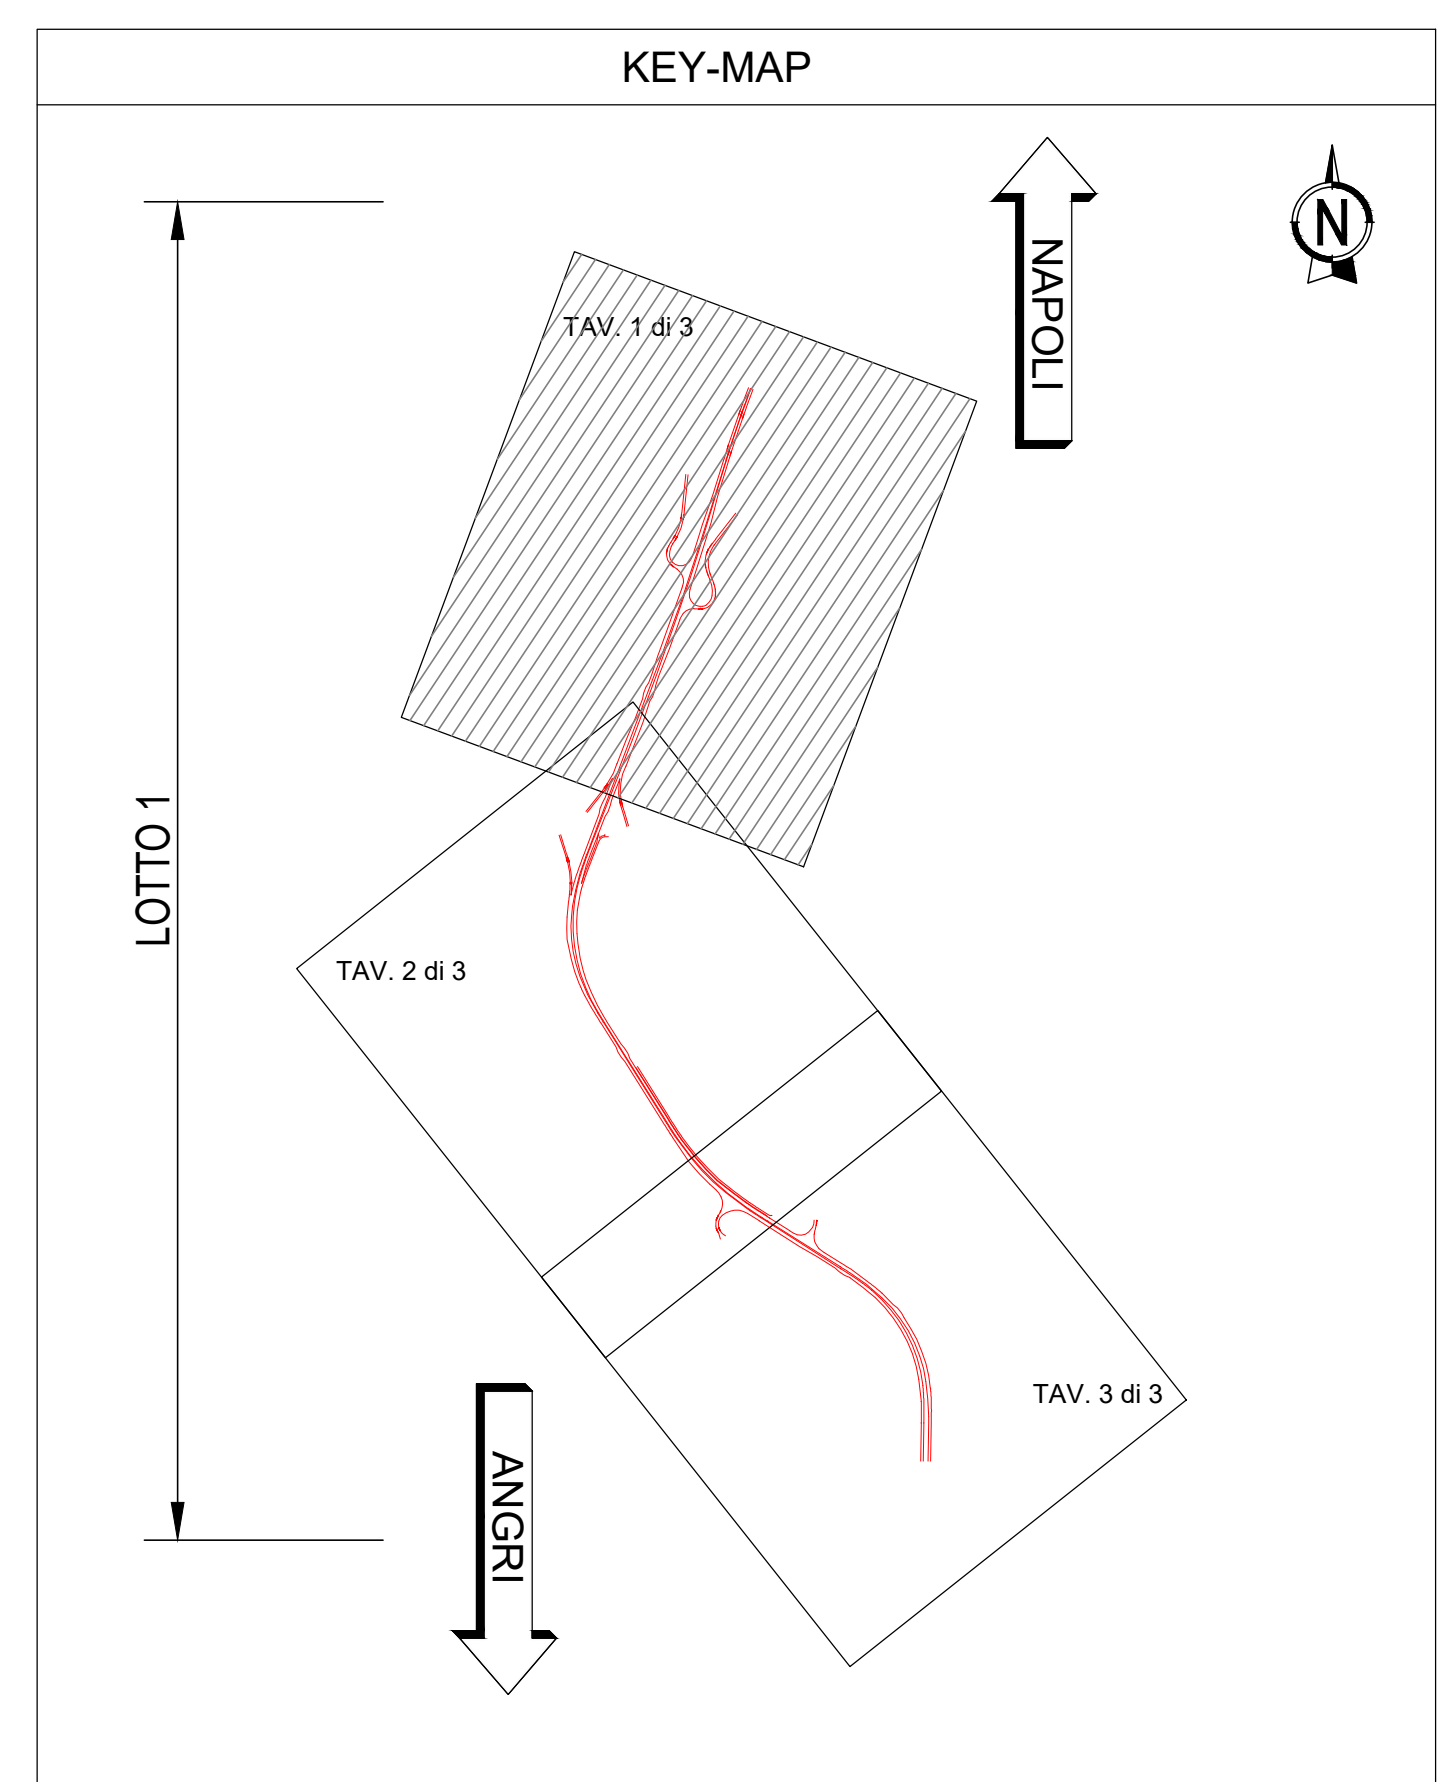 KEY-MAP
NAPOLI
N
TAV. 1 di 3
LOTTO 1
TAV. 2 di 3
TAV. 3 di 3
ANGRI